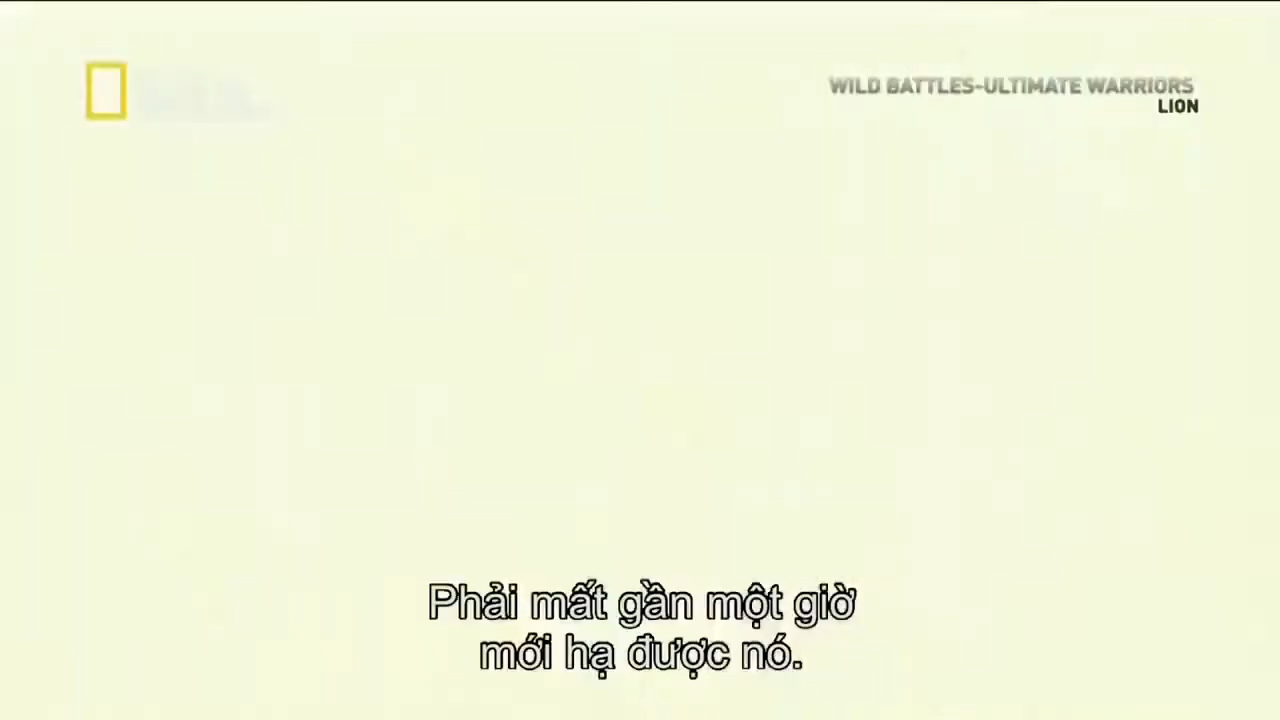 WILD BATTLES-ULTIMATE WARRIORS
LION
Phải mất gần một giờ
mới hạ được nó.